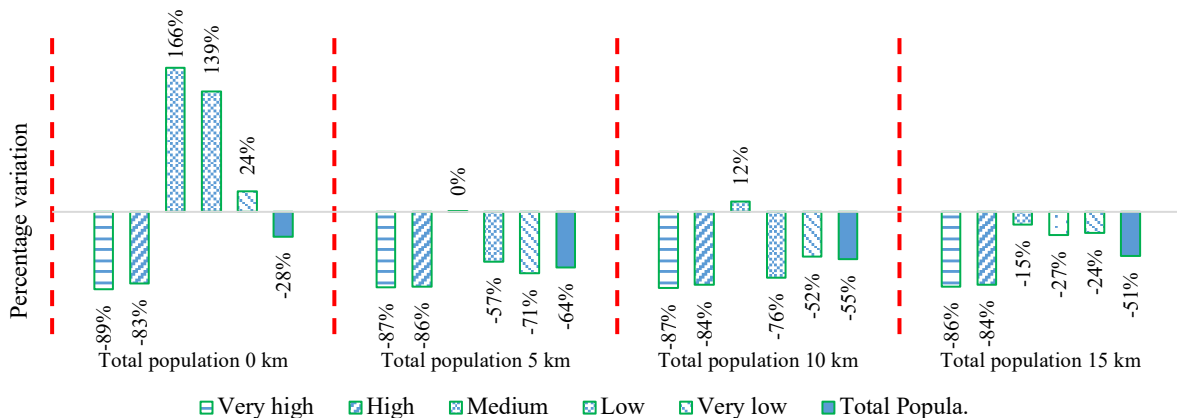 Percentage variation
-89%
-83%
166%
139%
24%
-28%
-87%
-86%
0%
-57%
-71%
-64%
-87%
-84%
12%
-76%
-52%
-55%
-86%
-84%
-15%
-27%
-24%
-51%
Total population 0 km
Total population 5 km
Total population 10 km
Total population 15 km
Very high
High
Medium
Low
Very low
Total Popula.